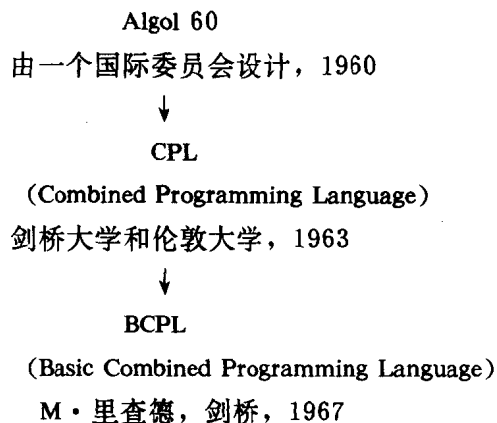 Algol 60
由一个国际委员会设计，1960
↓
CPL
（Combined Programming Language）
剑桥大学和伦敦大学，1963
↓
BCPL
（Basic Combined Programming Language）
M·里查德，剑桥，1967